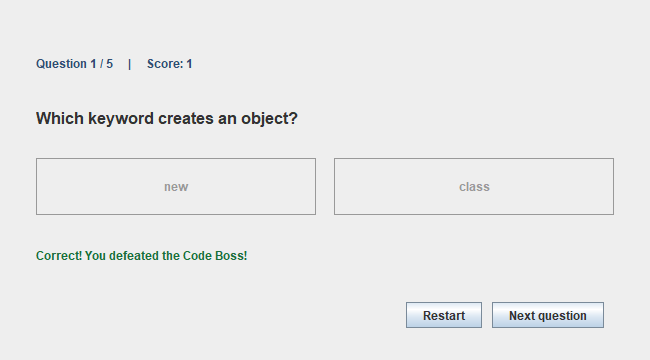 Question 1 / 5 | Score: 1
Which keyword creates an object?
new class
Correct! You defeated the Code Boss!
Restart Next question